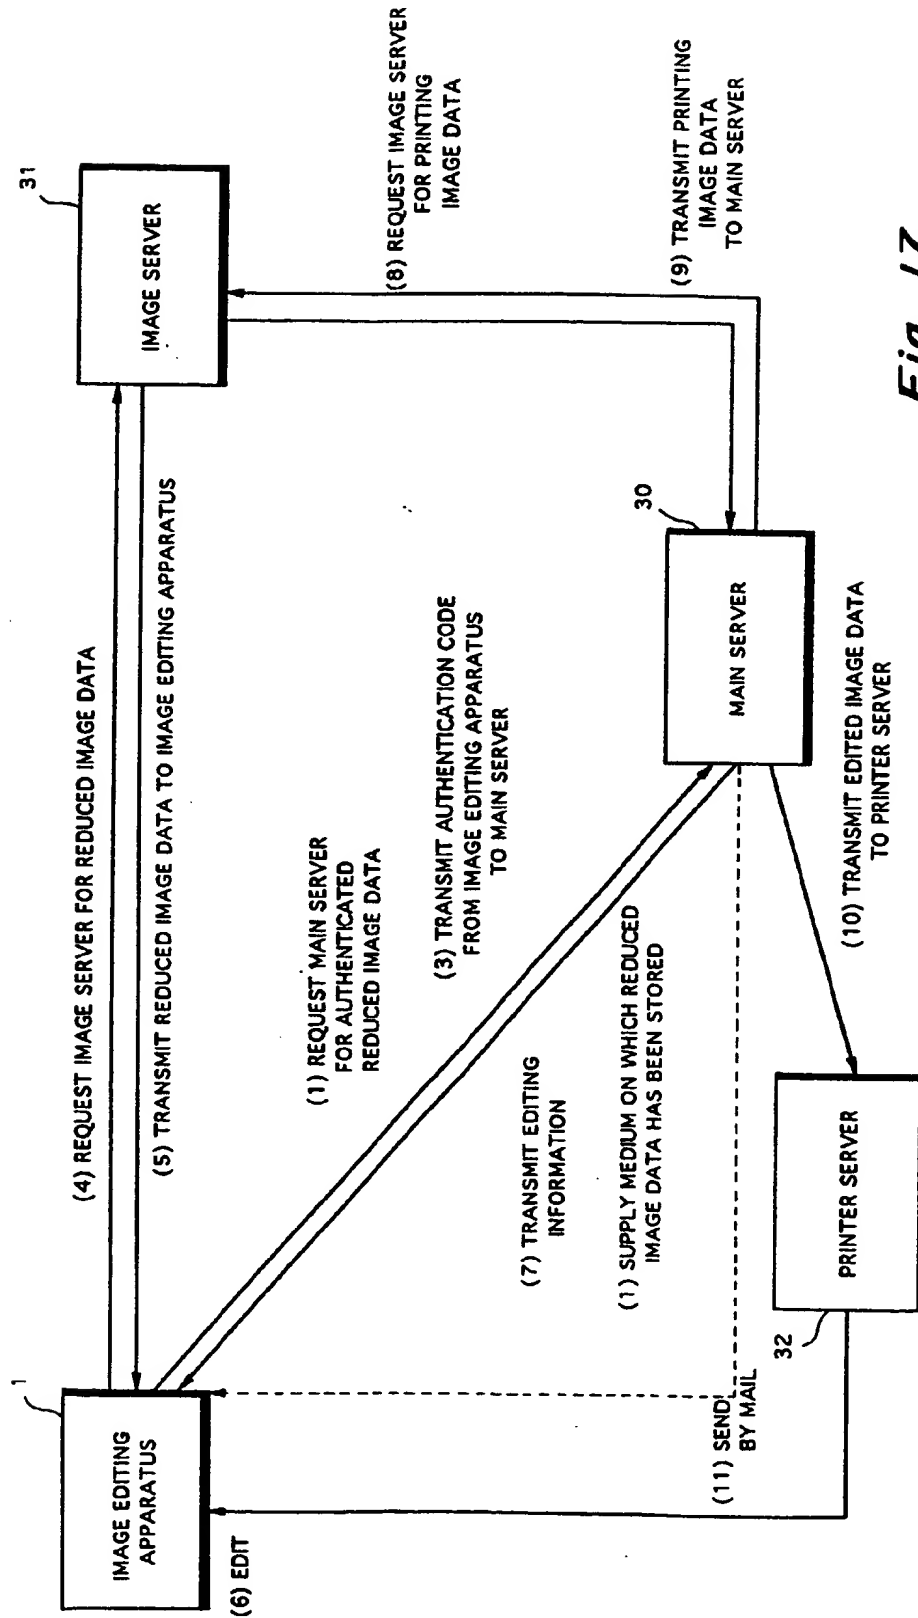 1
IMAGE EDITING
APPARATUS
(6) EDIT
(4) REQUEST IMAGE SERVER FOR REDUCED IMAGE DATA
(5) TRANSMIT REDUCED IMAGE DATA TO IMAGE EDITING APPARATUS
31
IMAGE SERVER
(1) REQUEST MAIN SERVER
FOR AUTHENTICATED
REDUCED IMAGE DATA
(3) TRANSMIT AUTHENTICATION CODE
FROM IMAGE EDITING APPARATUS
TO MAIN SERVER
(8) REQUEST IMAGE SERVER
FOR PRINTING
IMAGE DATA
(7) TRANSMIT EDITING
INFORMATION
(1) SUPPLY MEDIUM ON WHICH REDUCED
IMAGE DATA HAS BEEN STORED
30
MAIN SERVER
(9) TRANSMIT PRINTING
IMAGE DATA
TO MAIN SERVER
(11) SEND
BY MAIL
32
PRINTER SERVER
(10) TRANSMIT EDITED IMAGE DATA
TO PRINTER SERVER
Fig. 17